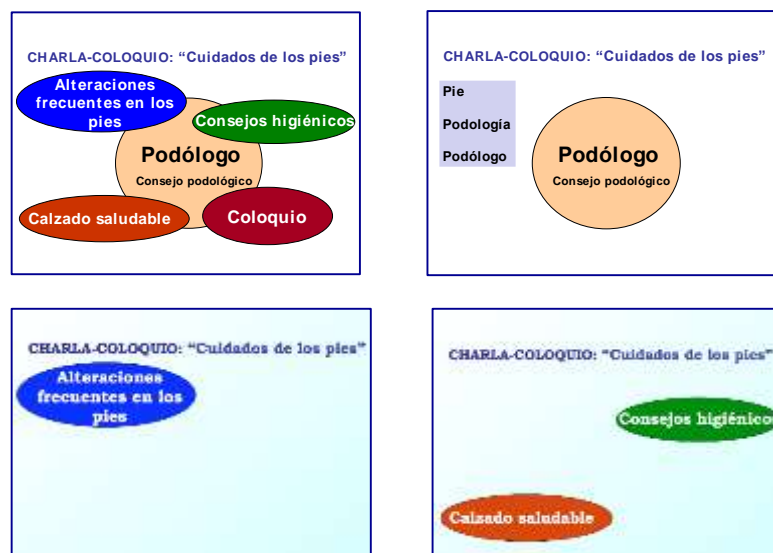 CHARLA-COLOQUIO: “Cuidados de los pies”
Alteraciones
frecuentes en los
pies
Consejos higiénicos
Podólogo
Consejo podológico
Calzado saludable
Coloquio
CHARLA-COLOQUIO: “Cuidados de los pies”
Pie
Podología
Podólogo
Podólogo
Consejo podológico
CHARLA-COLOQUIO: “Cuidados de los pies”
Alteraciones
frecuentes en los
pies
CHARLA-COLOQUIO: “Cuidados de los pies”
Consejos higiénico
Calzado saludable